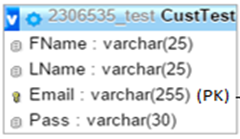 v 2306535_test CustTest
FName : varchar(25)
LName : varchar(25)
Email : varchar(255) (PK)
Pass : varchar(30)